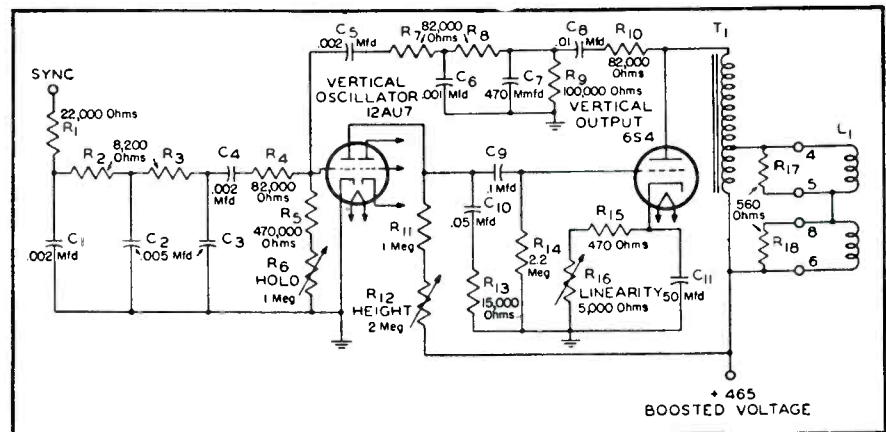 SYNC
22,000 Ohms
R1
R2
8,200
Ohms
R3
C4
.002
Mfd
R4
82,000
Ohms
C1
.002
Mfd
C2
.005 Mfd
C3
R5
470,000
Ohms
R6
HOLD
1 Meg
C5
.002
Mfd
R7
82,000
Ohms
R8
C6
.001
Mfd
C7
470
Mmfd
R9
100,000
Ohms
C8
.01
Mfd
R10
82,000
Ohms
VERTICAL
OSCILLATOR
12AU7
VERTICAL
OUTPUT
6S4
C9
.1Mfd
C10
.05
Mfd
R11
1 Meg
R12
HEIGHT
2 Meg
R13
15,000
Ohms
R14
2.2
Meg
R15
470 Ohms
R16
LINEARITY
5,000 Ohms
C11
50
Mfd
T1
L1
R17
560
Ohms
R18
4
5
8
6
+ 465
BOOSTED VOLTAGE